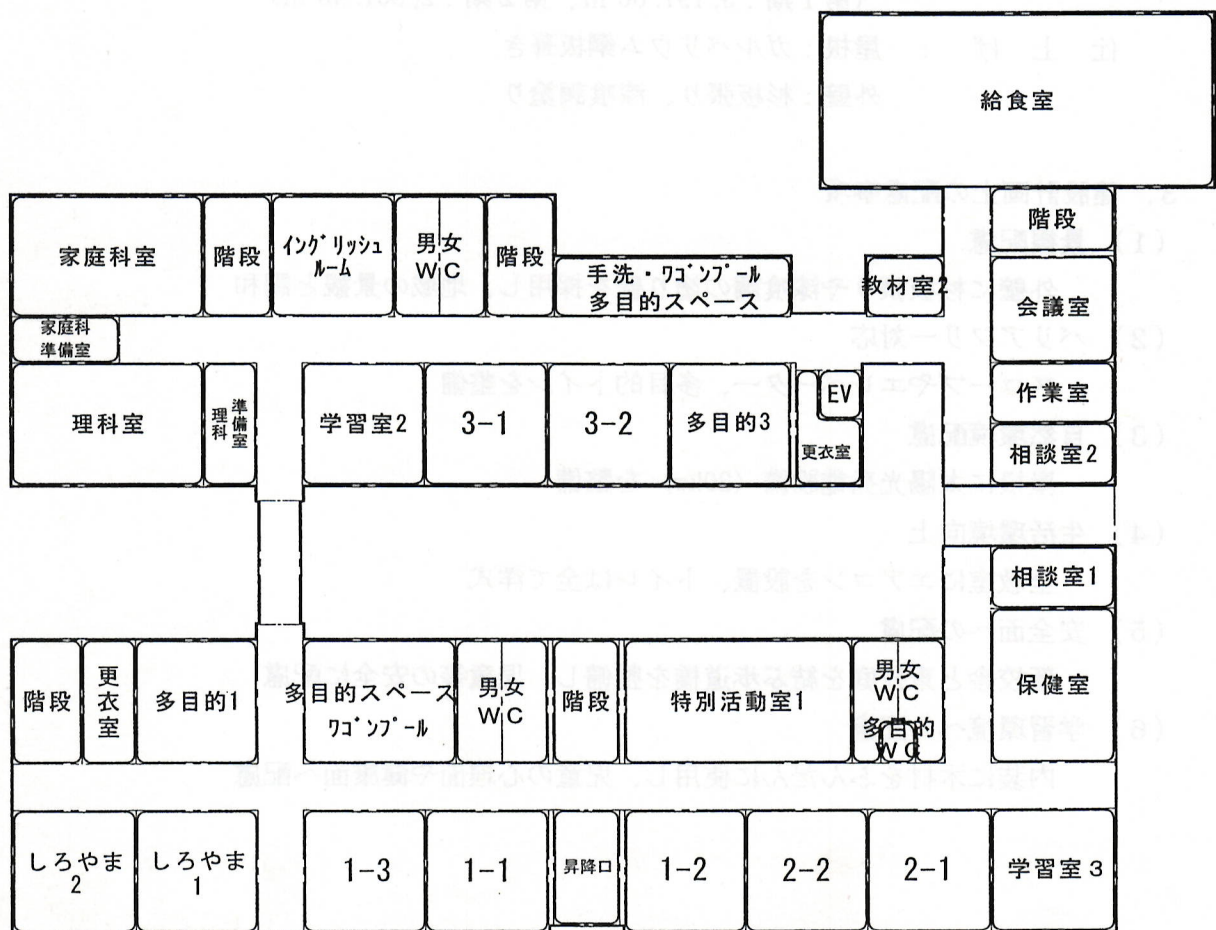 給食室
階段
家庭科室
階段
イングリッシュ
ルーム
男女
WC
階段
手洗・ワゴンプール
多目的スペース
教材室2
会議室
家庭科
準備室
理科室
理科
準備室
学習室2
3-1
3-2
多目的3
EV
更衣室
作業室
相談室2
相談室1
階段
更衣室
多目的1
多目的スペース
ワゴンプール
男女
WC
階段
特別活動室1
男女
WC
多目的
WC
保健室
しろやま
2
しろやま
1
1-3
1-1
昇降口
1-2
2-2
2-1
学習室3